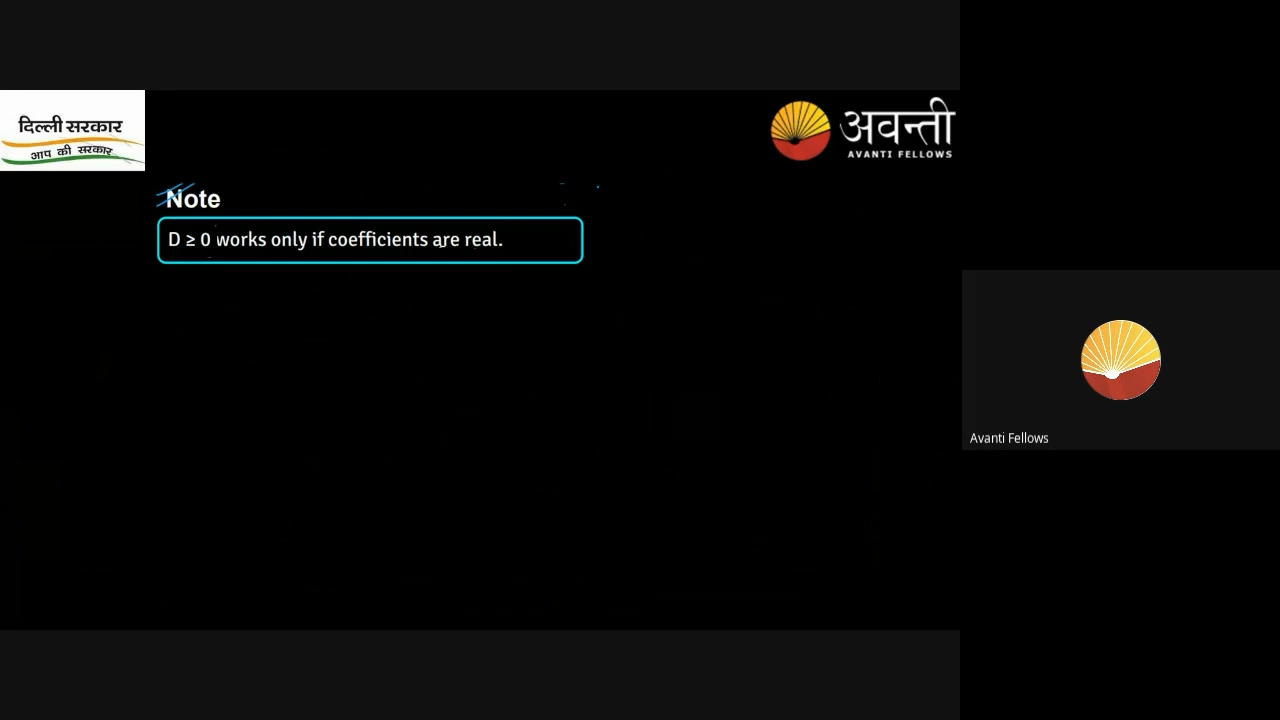 दिल्ली सरकार
आप की सरकार
अवन्ती
AVANTI FELLOWS
Note
D ≥ 0 works only if coefficients are real.
Avanti Fellows